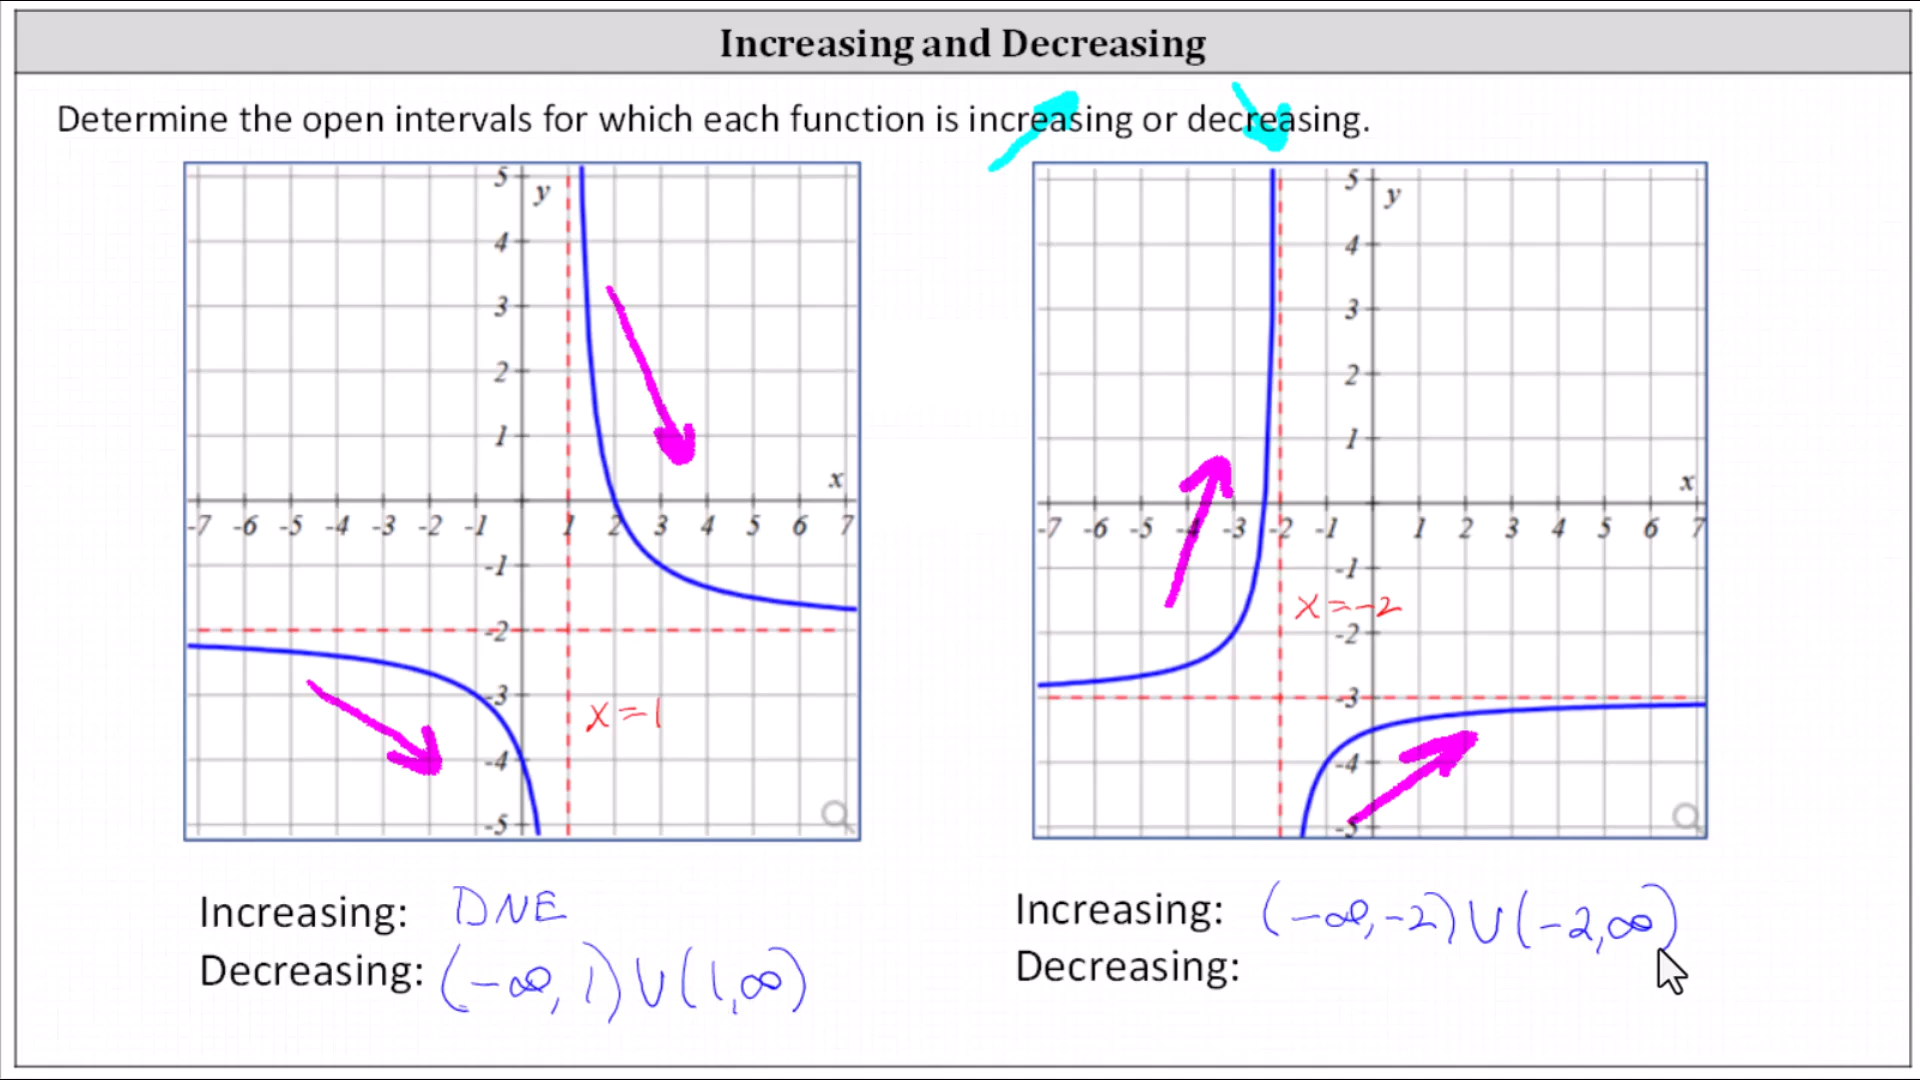 Increasing and Decreasing
Determine the open intervals for which each function is increasing or decreasing.
5 y
4
3
2
1
x
-7 -6 -5 -4 -3 -2 -1 1 2 3 4 5 6 7
-1
-2
-3
x=1
-4
-5
5 y
4
3
2
1
x
-7 -6 -5 -4 -3 -2 -1 1 2 3 4 5 6 7
-1
x=-2
-2
-3
-4
-5
Increasing: DNE
Decreasing: (-∞, 1) ∪ (1, ∞)
Increasing: (-∞, -2) ∪ (-2, ∞)
Decreasing: